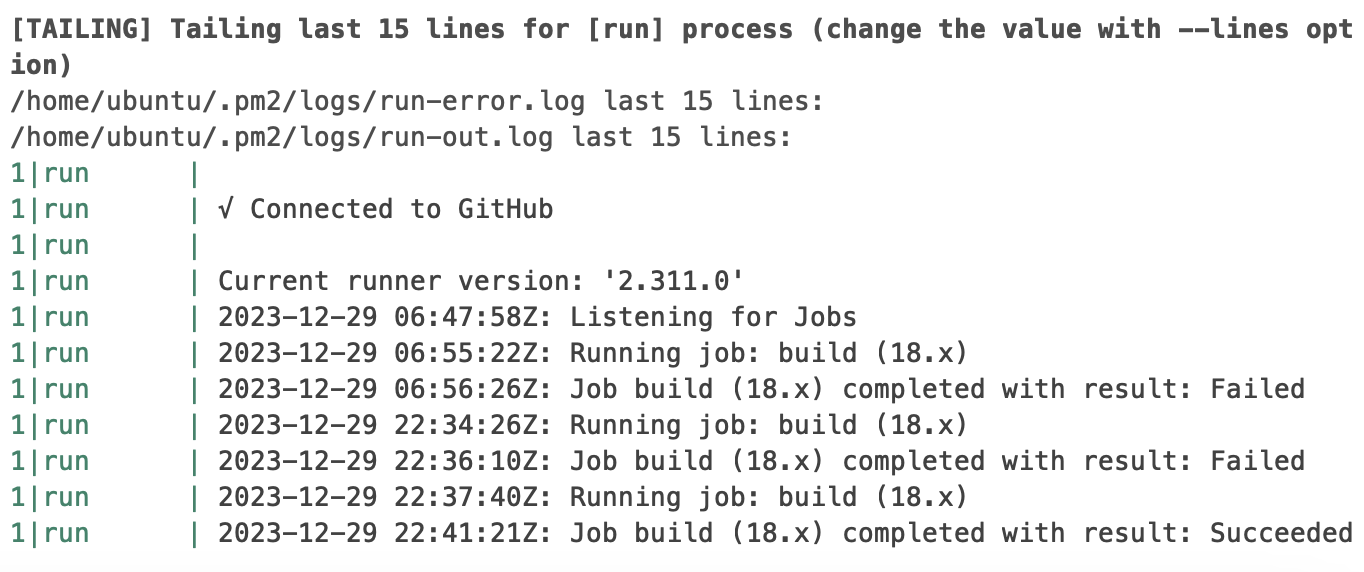 [TAILING] Tailing last 15 lines for [run] process (change the value with --lines opt
ion)
/home/ubuntu/.pm2/logs/run-error.log last 15 lines:
/home/ubuntu/.pm2/logs/run-out.log last 15 lines:
1|run      |
1|run      | √ Connected to GitHub
1|run      |
1|run      | Current runner version: '2.311.0'
1|run      | 2023-12-29 06:47:58Z: Listening for Jobs
1|run      | 2023-12-29 06:55:22Z: Running job: build (18.x)
1|run      | 2023-12-29 06:56:26Z: Job build (18.x) completed with result: Failed
1|run      | 2023-12-29 22:34:26Z: Running job: build (18.x)
1|run      | 2023-12-29 22:36:10Z: Job build (18.x) completed with result: Failed
1|run      | 2023-12-29 22:37:40Z: Running job: build (18.x)
1|run      | 2023-12-29 22:41:21Z: Job build (18.x) completed with result: Succeeded